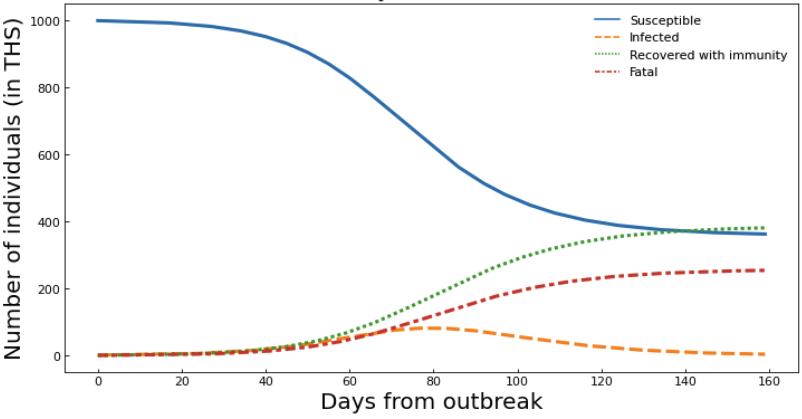 Number of individuals (in THS)
1000
800
600
400
200
0
Susceptible
Infected
Recovered with immunity
Fatal
0 20 40 60 80 100 120 140 160
Days from outbreak